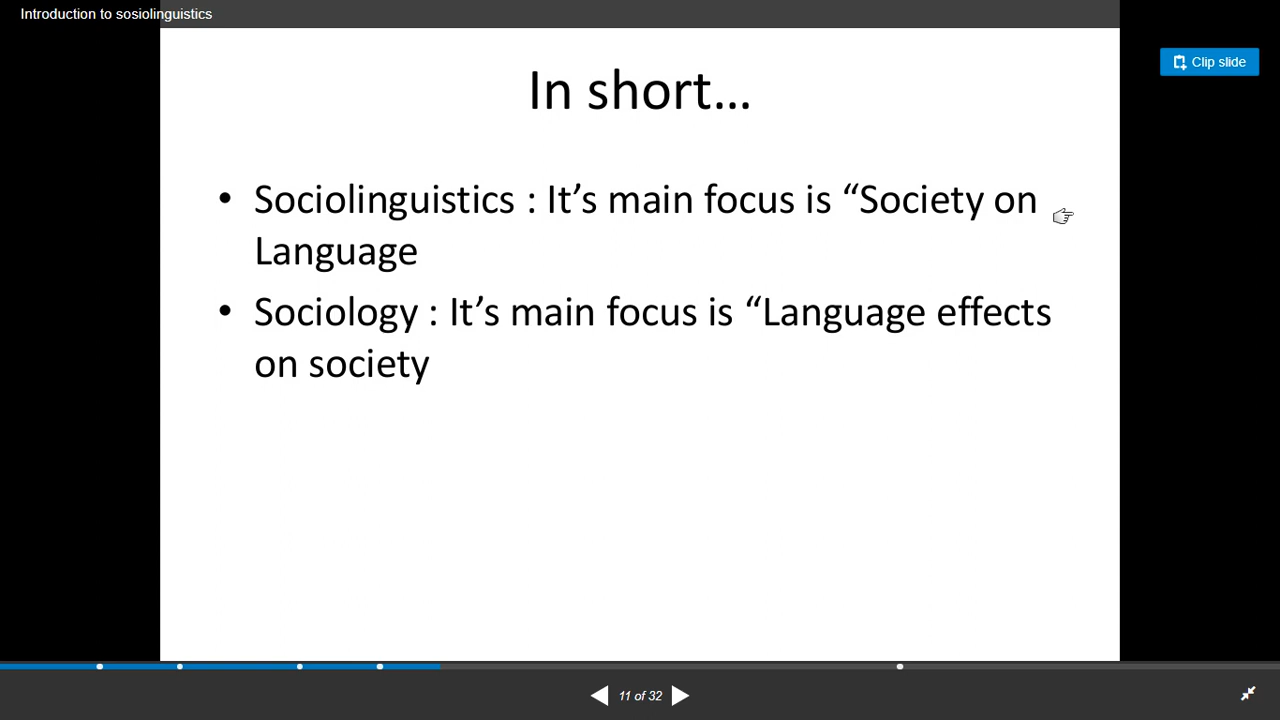 Introduction to sosiolinguistics
Clip slide
In short...
• Sociolinguistics : It’s main focus is “Society on
Language
• Sociology : It’s main focus is “Language effects
on society
11 of 32